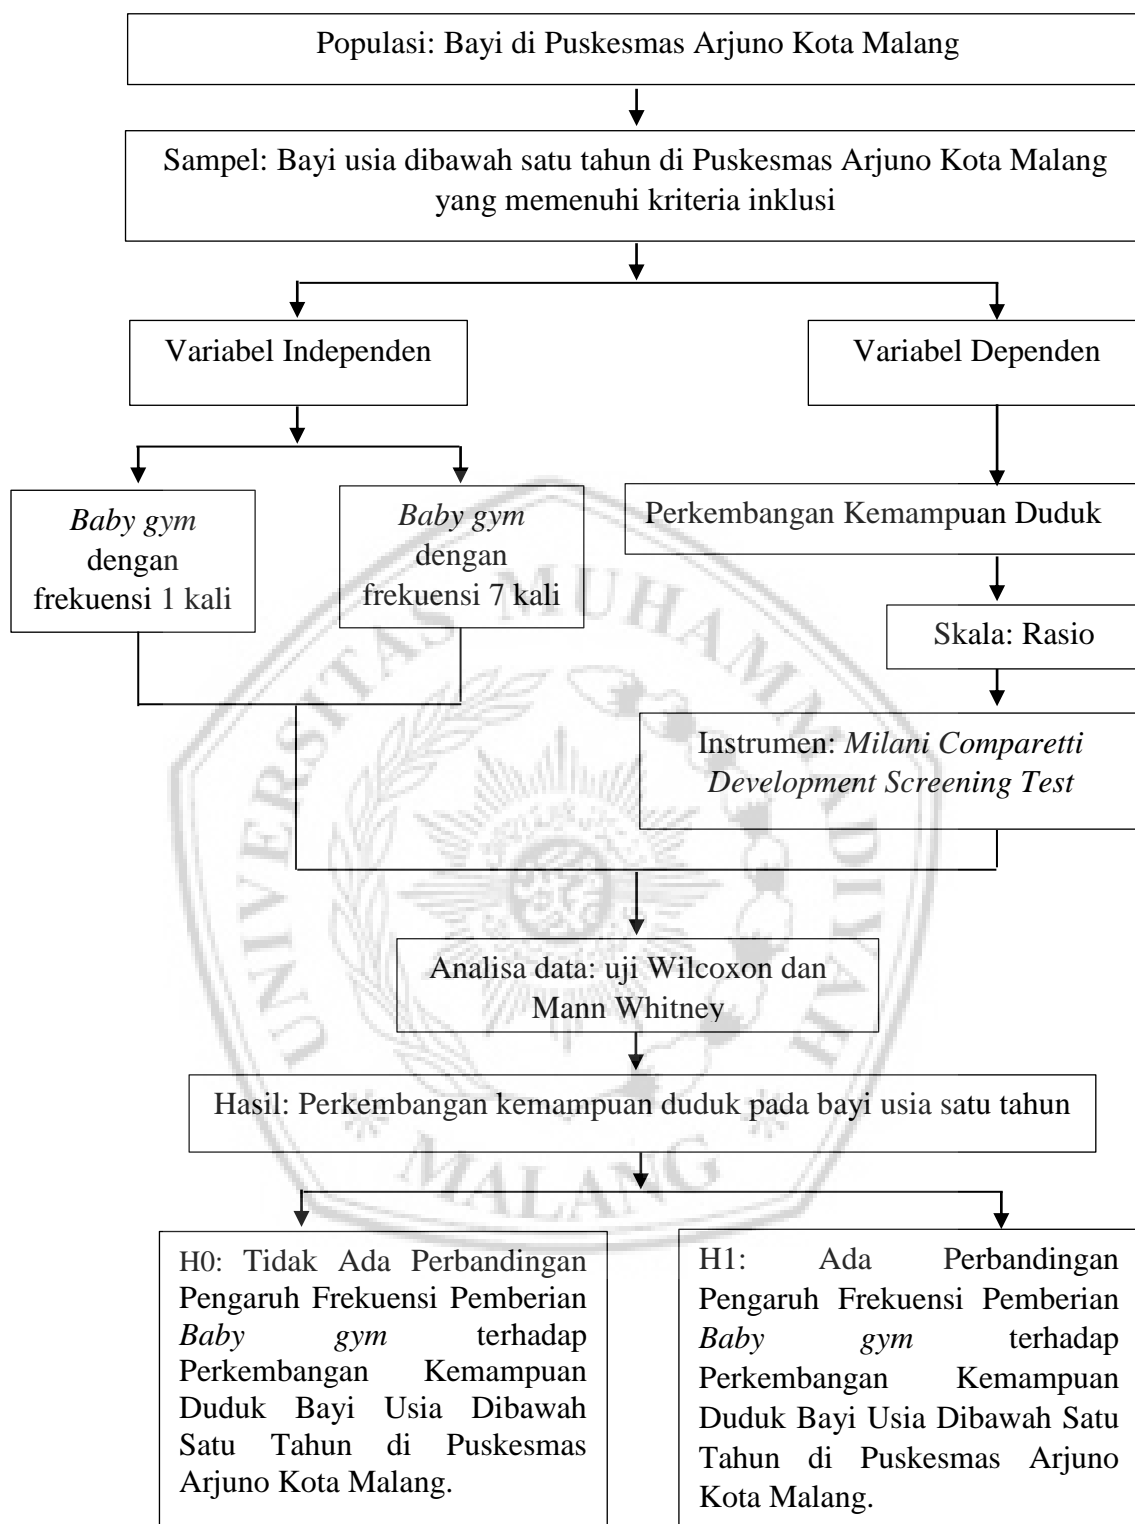 Populasi: Bayi di Puskesmas Arjuno Kota Malang
Sampel: Bayi usia dibawah satu tahun di Puskesmas Arjuno Kota Malang
yang memenuhi kriteria inklusi
Variabel Independen
Variabel Dependen
Baby gym
dengan
frekuensi 1 kali
Baby gym
dengan
frekuensi 7 kali
Perkembangan Kemampuan Duduk
Skala: Rasio
Instrumen: Milani Comparetti
Development Screening Test
Analisa data: uji Wilcoxon dan
Mann Whitney
Hasil: Perkembangan kemampuan duduk pada bayi usia satu tahun
H0: Tidak Ada Perbandingan
Pengaruh Frekuensi Pemberian
Baby gym terhadap
Perkembangan Kemampuan
Duduk Bayi Usia Dibawah
Satu Tahun di Puskesmas
Arjuno Kota Malang.
H1: Ada Perbandingan
Pengaruh Frekuensi Pemberian
Baby gym terhadap
Perkembangan Kemampuan
Duduk Bayi Usia Dibawah Satu
Tahun di Puskesmas Arjuno
Kota Malang.
UNIVERSITAS MUHAMMADIYAH
MALANG